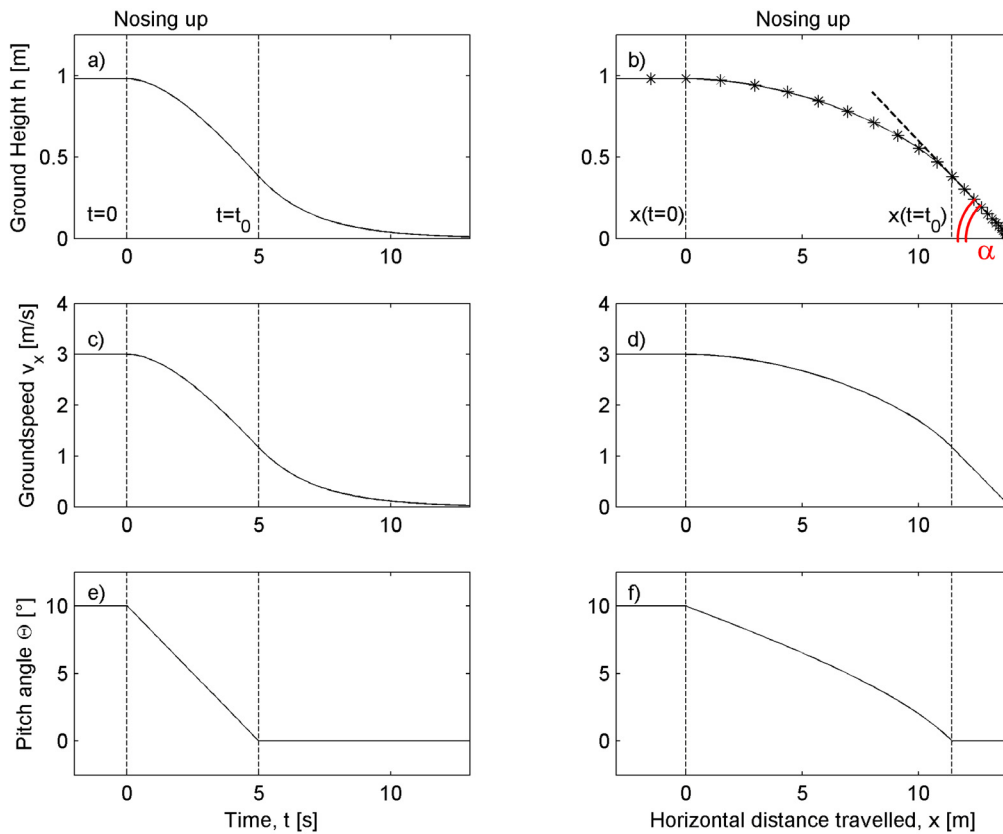 Nosing up
Nosing up
Ground Height h [m]
a)
1
0.5
0
t=0
t=t₀
0
5
10
b)
1
0.5
0
x(t=0)
x(t=t₀)
α
0
5
10
Groundspeed vₓ [m/s]
c)
4
3
2
1
0
0
5
10
d)
4
3
2
1
0
0
5
10
Pitch angle Θ [°]
e)
10
5
0
0
5
10
Time, t [s]
f)
10
5
0
0
5
10
Horizontal distance travelled, x [m]